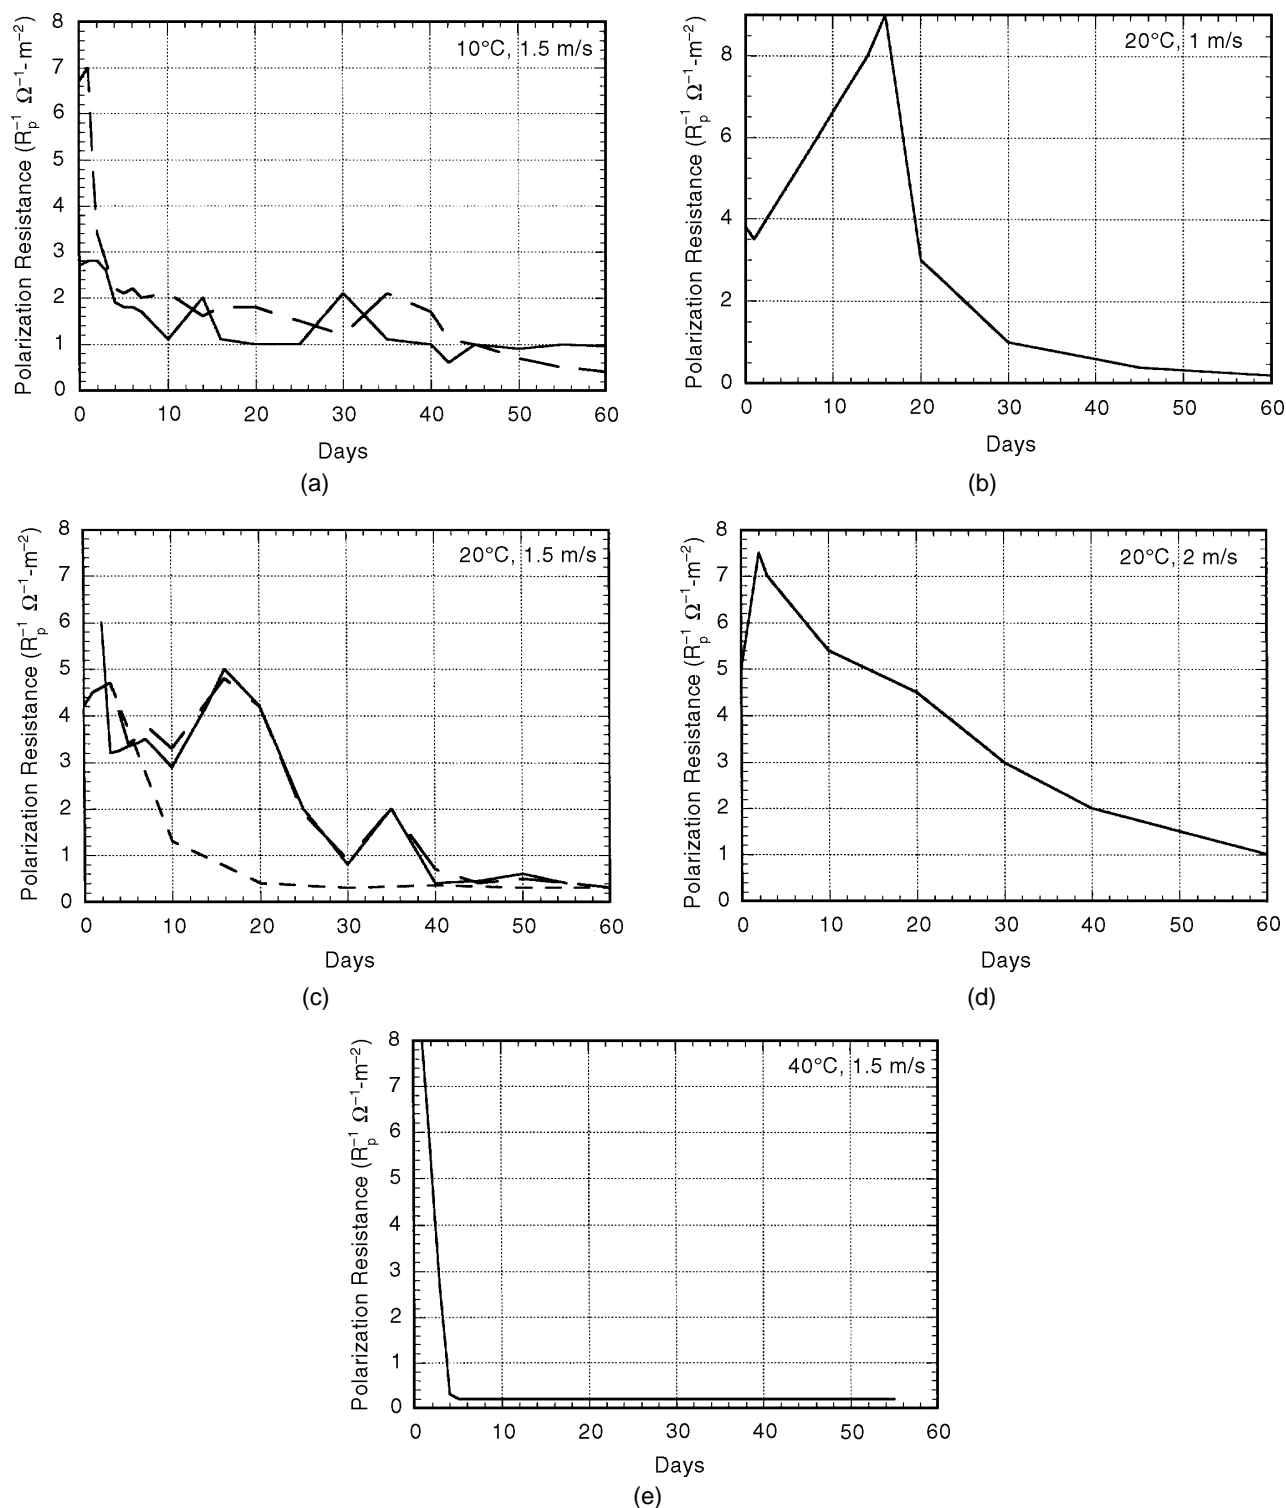 10°C, 1.5 m/s
Polarization Resistance (R_p^{–1} Ω^{–1}-m^{–2})
8
7
6
5
4
3
2
1
0
0 10 20 30 40 50 60
Days
(a)
20°C, 1 m/s
Polarization Resistance (R_p^{–1} Ω^{–1}-m^{–2})
8
6
4
2
0
0 10 20 30 40 50 60
Days
(b)
20°C, 1.5 m/s
Polarization Resistance (R_p^{–1} Ω^{–1}-m^{–2})
8
7
6
5
4
3
2
1
0
0 10 20 30 40 50 60
Days
(c)
20°C, 2 m/s
Polarization Resistance (R_p^{–1} Ω^{–1}-m^{–2})
8
7
6
5
4
3
2
1
0
0 10 20 30 40 50 60
Days
(d)
40°C, 1.5 m/s
Polarization Resistance (R_p^{–1} Ω^{–1}-m^{–2})
8
7
6
5
4
3
2
1
0
0 10 20 30 40 50 60
Days
(e)